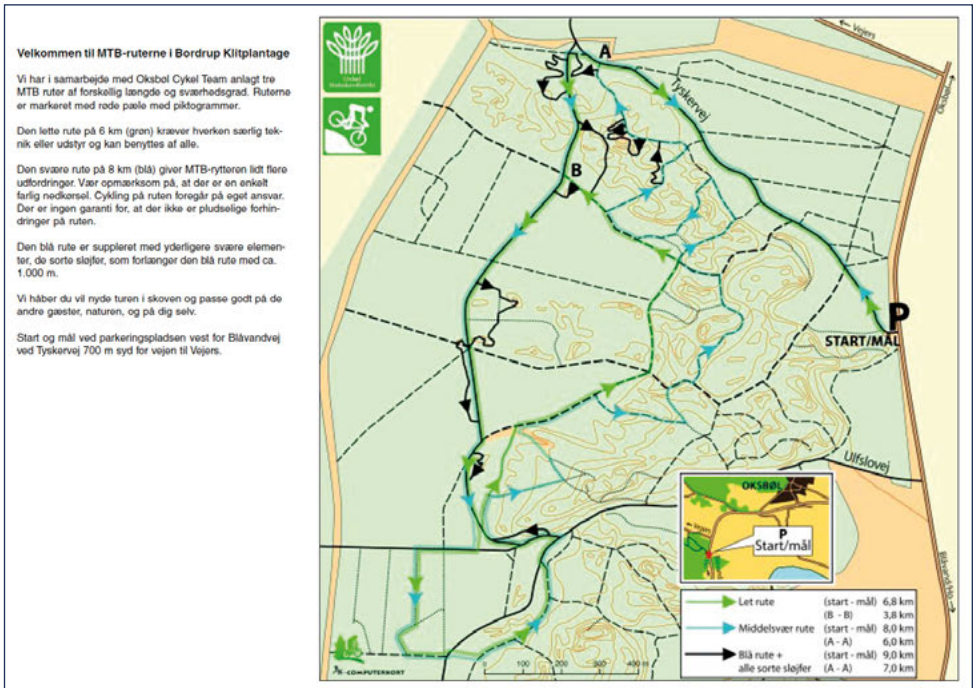 Velkommen til MTB-ruterne i Bordrup Klitplantage
Vi har i samarbejde med Oksbøl Cykel Team anlagt tre
MTB ruter af forskellig længde og sværhedsgrad. Ruterne
er markeret med røde pæle med piktogrammer.
Den lette rute på 6 km (grøn) kræver hverken særlig tek-
nik eller udstyr og kan benyttes af alle.
Den svære rute på 8 km (blå) giver MTB-rytteren lidt flere
udfordringer. Vær opmærksom på, at der er en enkelt
farlig nedkørsel. Cykling på ruten foregår på eget ansvar.
Der er ingen garanti for, at der ikke er pludselige forhin-
dringer på ruten.
Den blå rute er suppleret med yderligere svære elemen-
ter, de sorte sløjfer, som forlænger den blå rute med ca.
1.000 m.
Vi håber du vil nyde turen i skoven og passe godt på de
andre gæster, naturen, og på dig selv.
Start og mål ved parkeringspladsen vest for Blåvandvej
ved Tyskervej 700 m syd for vejen til Vejers.
Vejers
A
Tyskervej
Oksbøl
B
P
START/MÅL
Ulfslovej
OKSBØL
Vejers
P
Start/mål
Blåvand
Let rute (start - mål) 6,8 km
(B - B) 3,8 km
Middelsvær rute (start - mål) 8,0 km
(A - A) 6,0 km
Blå rute + (start - mål) 9,0 km
alle sorte sløjfer (A - A) 7,0 km
0 100 200 300 400 m
COMPUTERKORT